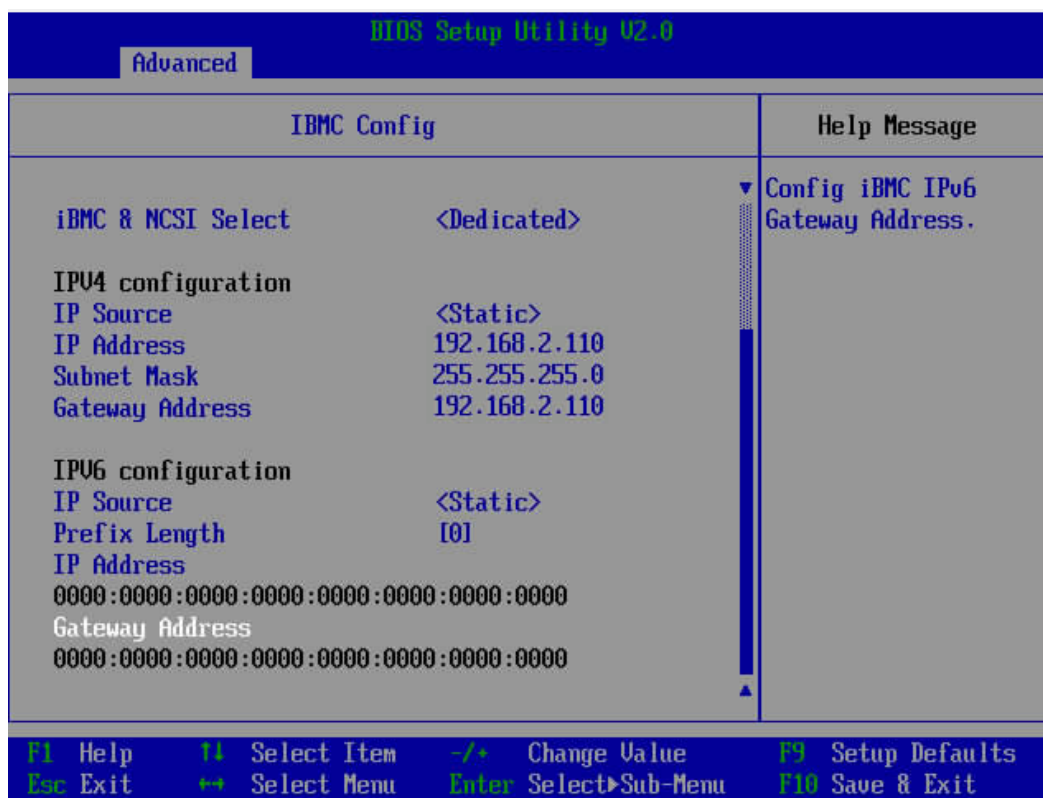 BIOS Setup Utility V2.0
Advanced
IBMC Config
Help Message
iBMC & NCSI Select <Dedicated>
IPV4 configuration
IP Source <Static>
IP Address 192.168.2.110
Subnet Mask 255.255.255.0
Gateway Address 192.168.2.110
IPV6 configuration
IP Source <Static>
Prefix Length [0]
IP Address
0000:0000:0000:0000:0000:0000:0000:0000
Gateway Address
0000:0000:0000:0000:0000:0000:0000:0000
Config iBMC IPv6
Gateway Address.
F1 Help ↑↓ Select Item -/+ Change Value F9 Setup Defaults
Esc Exit ←→ Select Menu Enter Select▶Sub-Menu F10 Save & Exit